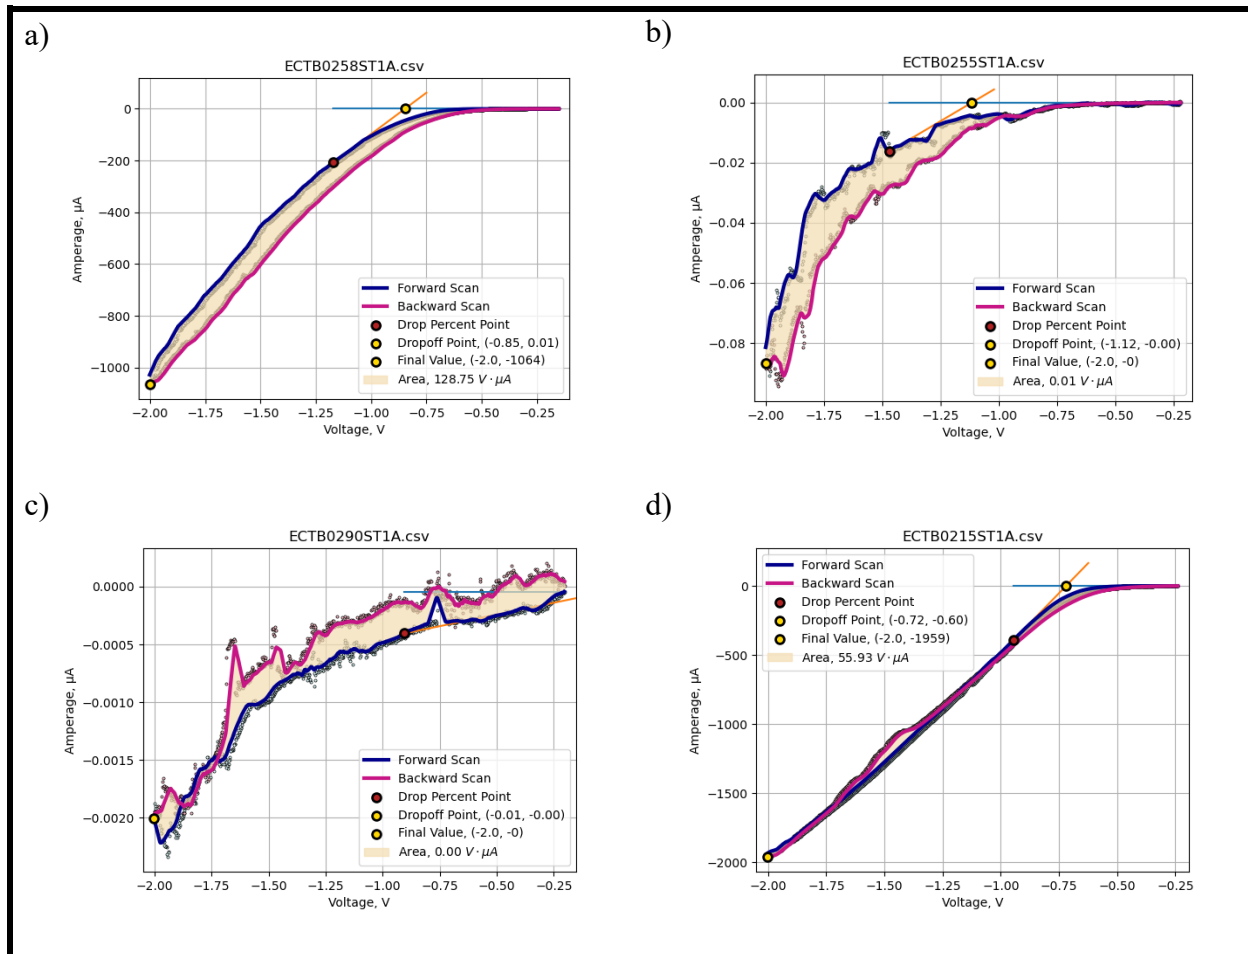 a)
ECTB0258ST1A.csv
0
−200
−400
−600
−800
−1000
Amperage, μA
Forward Scan
Backward Scan
Drop Percent Point
Dropoff Point, (-0.85, 0.01)
Final Value, (-2.0, -1064)
Area, 128.75 V · μA
−2.00 −1.75 −1.50 −1.25 −1.00 −0.75 −0.50 −0.25
Voltage, V
b)
ECTB0255ST1A.csv
0.00
−0.02
−0.04
−0.06
−0.08
Amperage, μA
Forward Scan
Backward Scan
Drop Percent Point
Dropoff Point, (-1.12, -0.00)
Final Value, (-2.0, -0)
Area, 0.01 V · μA
−2.00 −1.75 −1.50 −1.25 −1.00 −0.75 −0.50 −0.25
Voltage, V
c)
ECTB0290ST1A.csv
0.0000
−0.0005
−0.0010
−0.0015
−0.0020
Amperage, μA
Forward Scan
Backward Scan
Drop Percent Point
Dropoff Point, (-0.01, -0.00)
Final Value, (-2.0, -0)
Area, 0.00 V · μA
−2.00 −1.75 −1.50 −1.25 −1.00 −0.75 −0.50 −0.25
Voltage, V
d)
ECTB0215ST1A.csv
Forward Scan
Backward Scan
Drop Percent Point
Dropoff Point, (-0.72, -0.60)
Final Value, (-2.0, -1959)
Area, 55.93 V · μA
0
−500
−1000
−1500
−2000
Amperage, μA
−2.00 −1.75 −1.50 −1.25 −1.00 −0.75 −0.50 −0.25
Voltage, V